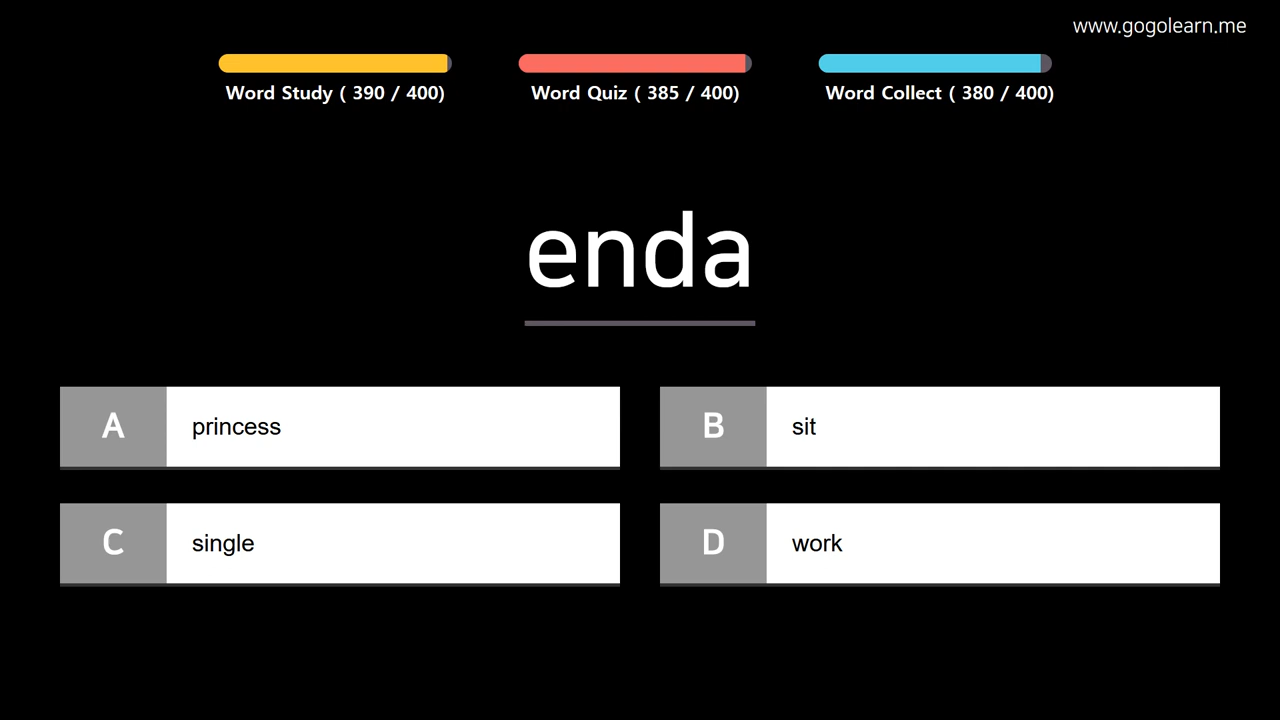 www.gogolearn.me
Word Study ( 390 / 400)
Word Quiz ( 385 / 400)
Word Collect ( 380 / 400)
enda
A princess
B sit
C single
D work